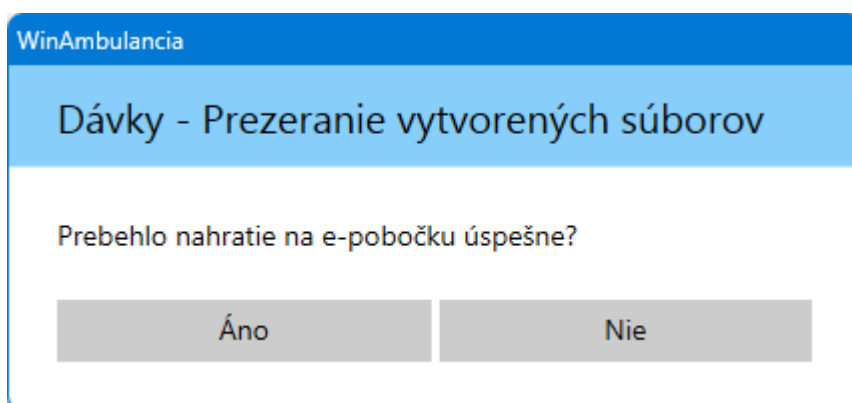 WinAmbulancia
Dávky - Prezeranie vytvorených súborov
Prebehlo nahratie na e-pobočku úspešne?
Áno
Nie